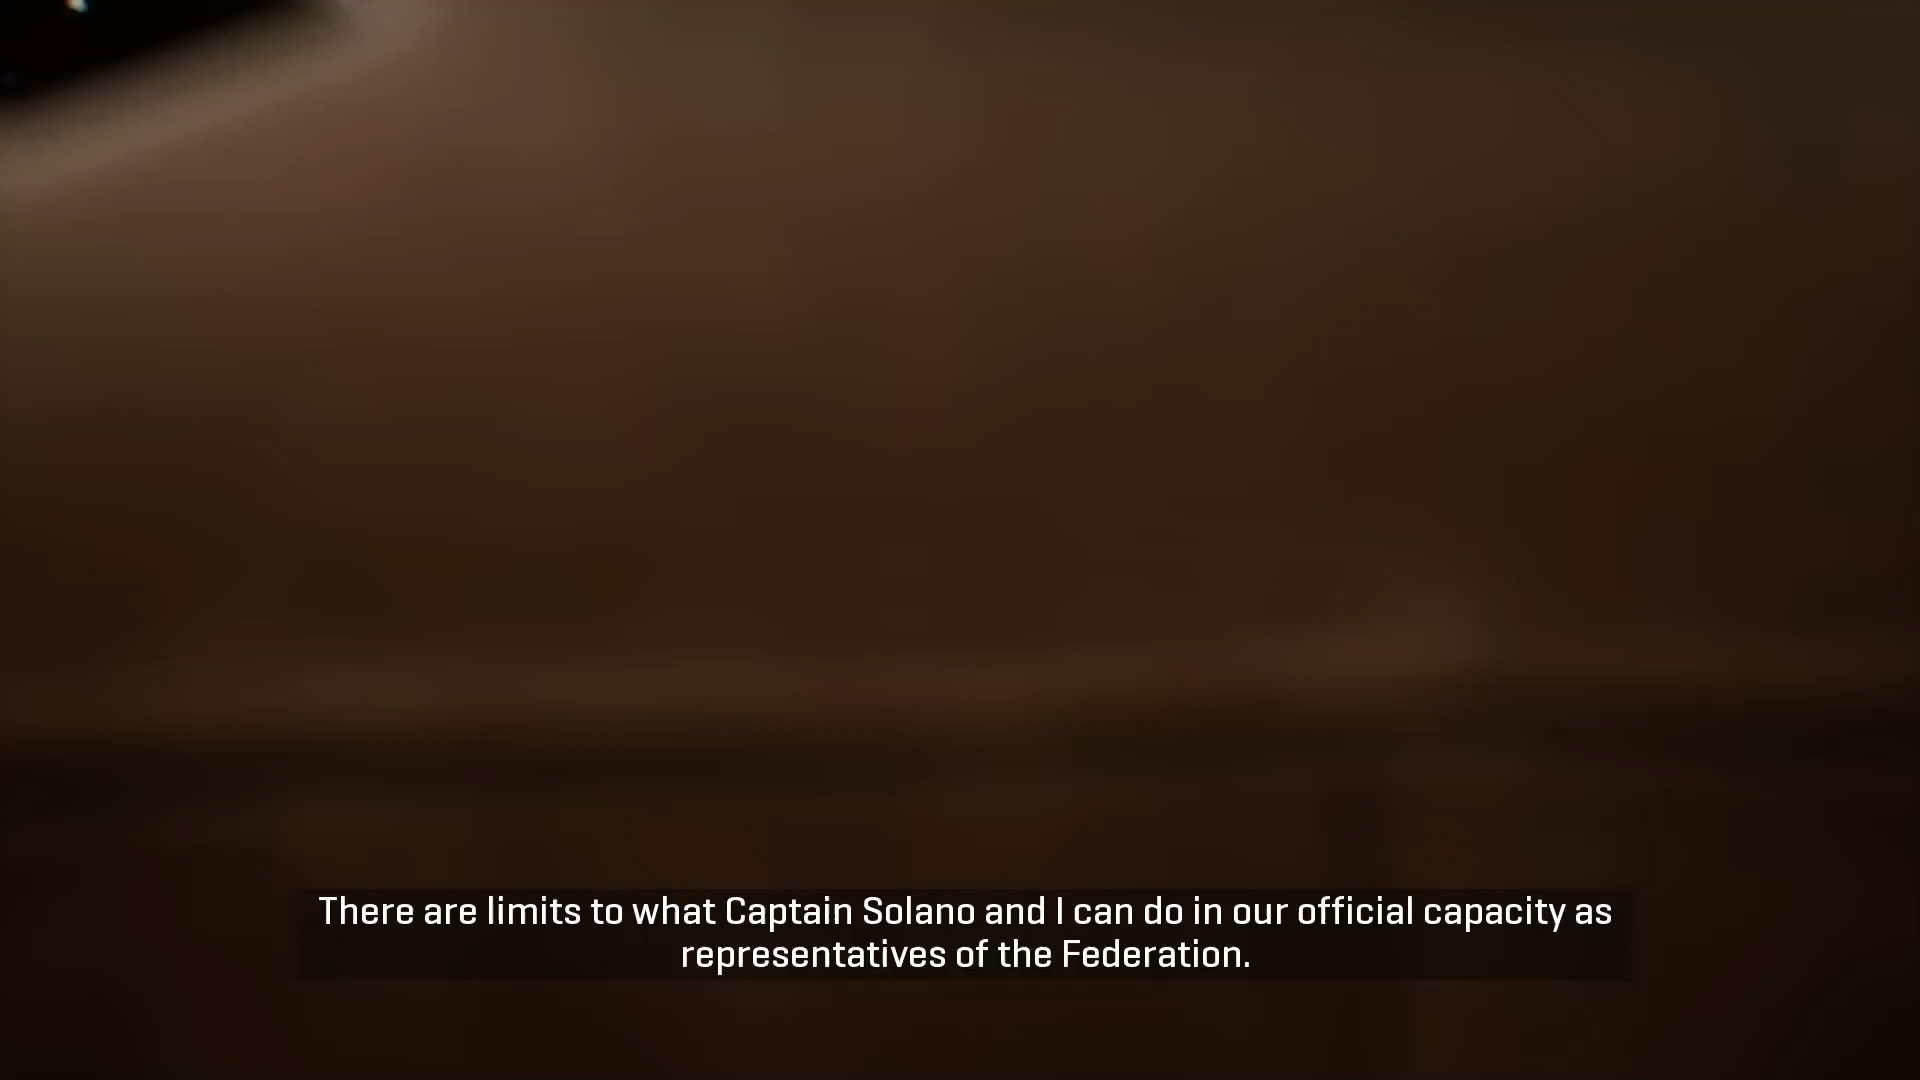 There are limits to what Captain Solano and I can do in our official capacity as
representatives of the Federation.